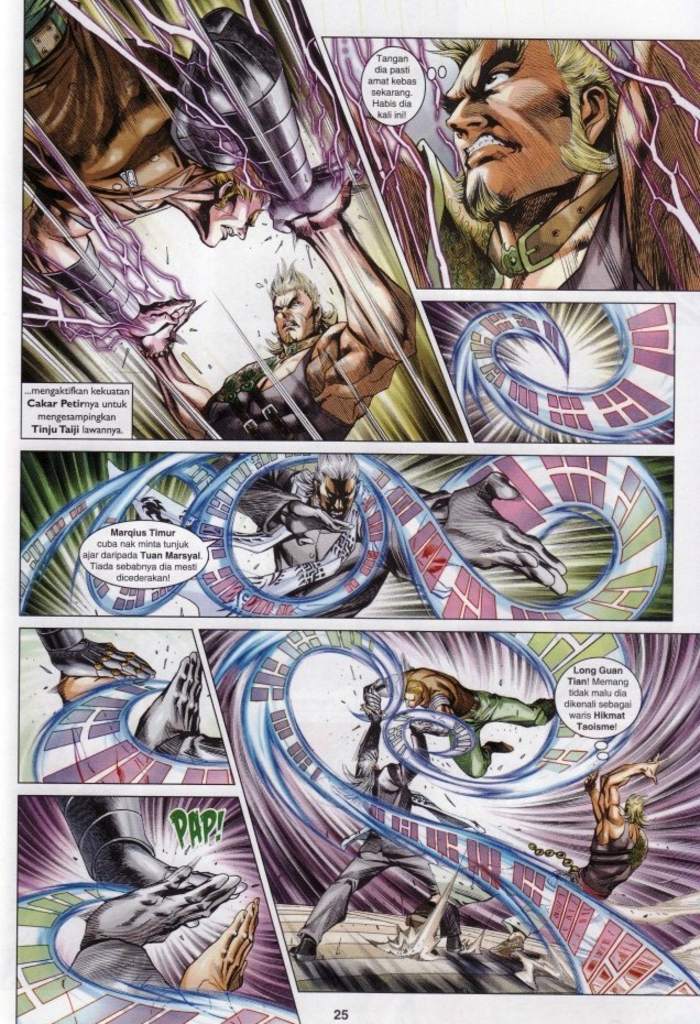 Tangan
dia pasti
amat kebas
sekarang.
Habis dia
kali ini!
...mengaktifkan kekuatan
Cakar Petirnya untuk
mengesampingkan
Tinju Taiji lawannya.
Marqius Timur
cuba nak mirip tunjuk
ajar daripada Tuan Marsyal.
Tiada sebabnya dia mesti
dicederakan!
Long Guan
Tian! Memang
tidak malu dia
dikenali sebagai
waris Hikmat
Taoisme!
PAP!
25